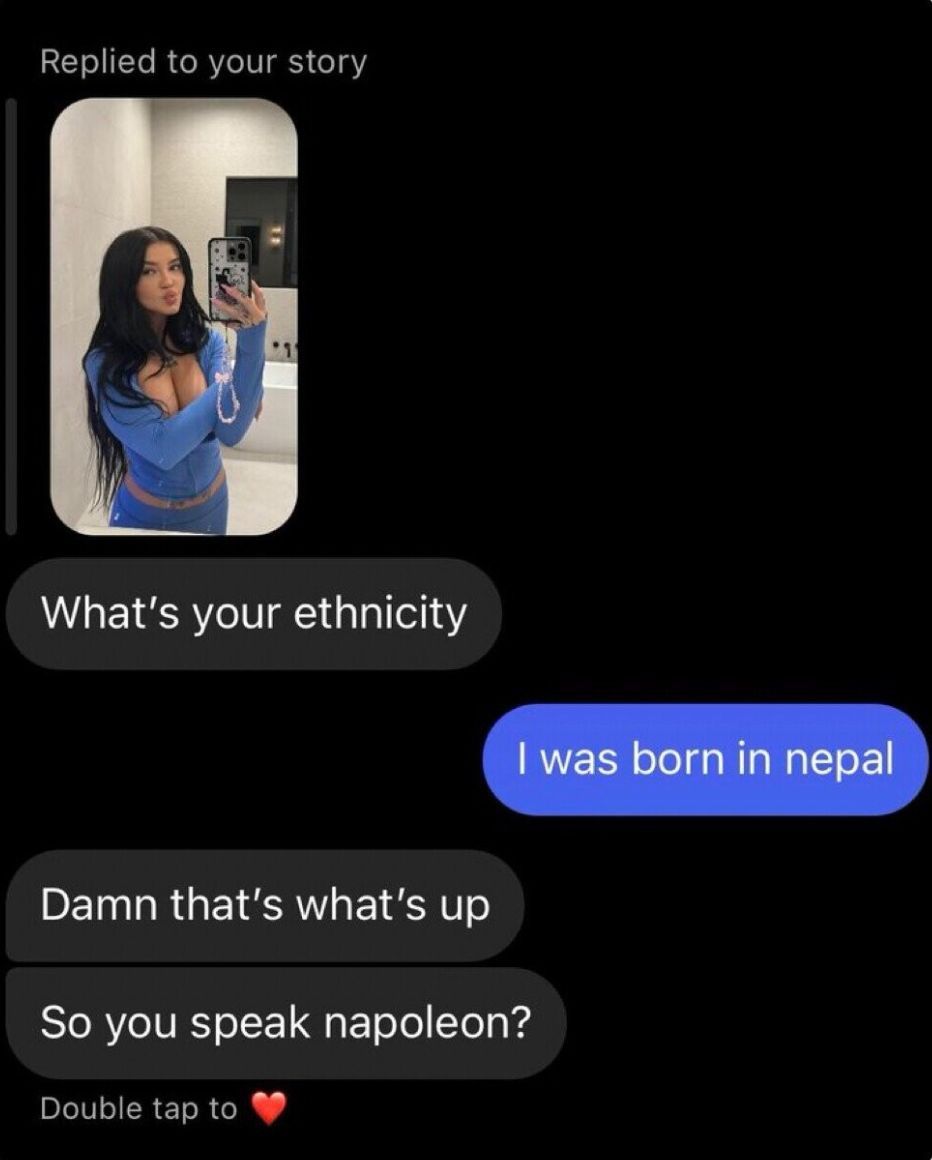 Replied to your story
What's your ethnicity
I was born in nepal
Damn that's what's up
So you speak napoleon?
Double tap to ❤️